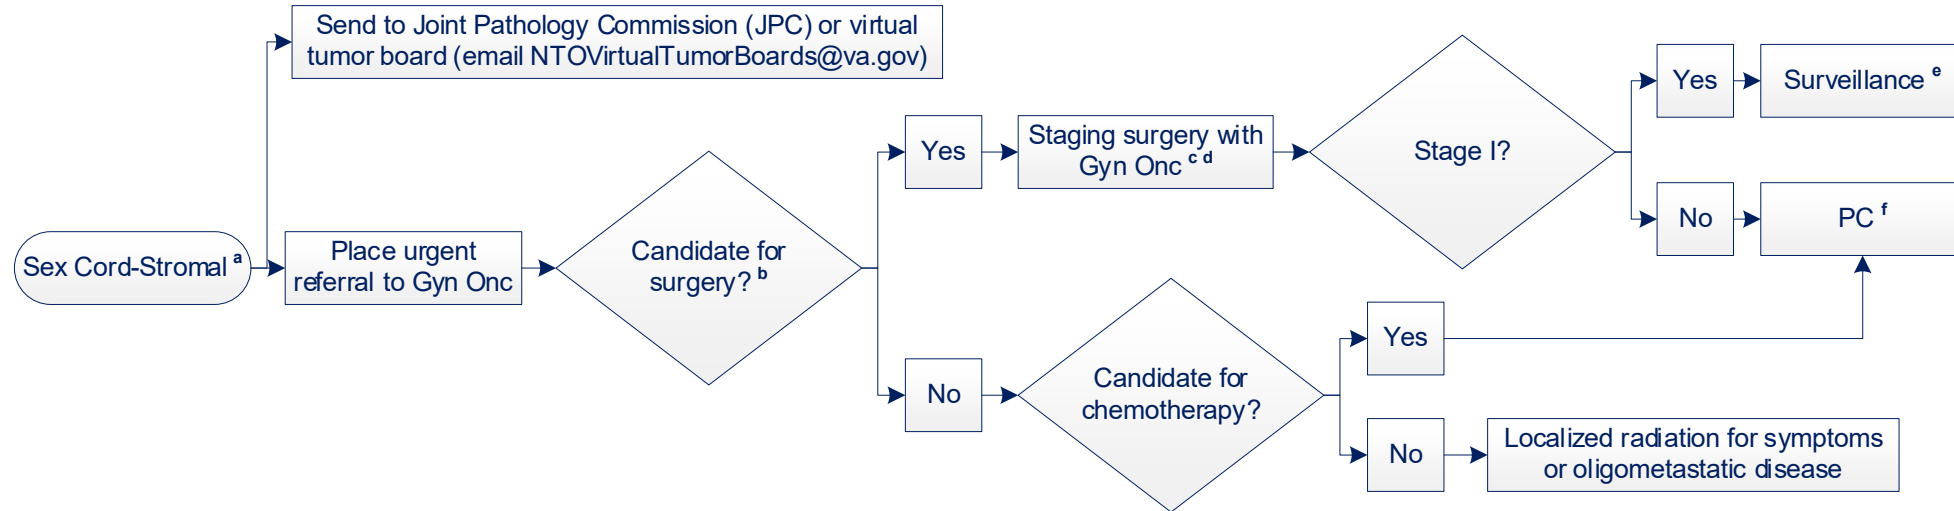 Send to Joint Pathology Commission (JPC) or virtual
tumor board (email NTOVirtualTumorBoards@va.gov)
Sex Cord-Stromal a
Place urgent
referral to Gyn Onc
Candidate for
surgery? b
Yes
Staging surgery with
Gyn Onc c d
Stage I?
Yes
Surveillance e
No
PC f
No
Candidate for
chemotherapy?
Yes
No
Localized radiation for symptoms
or oligometastatic disease